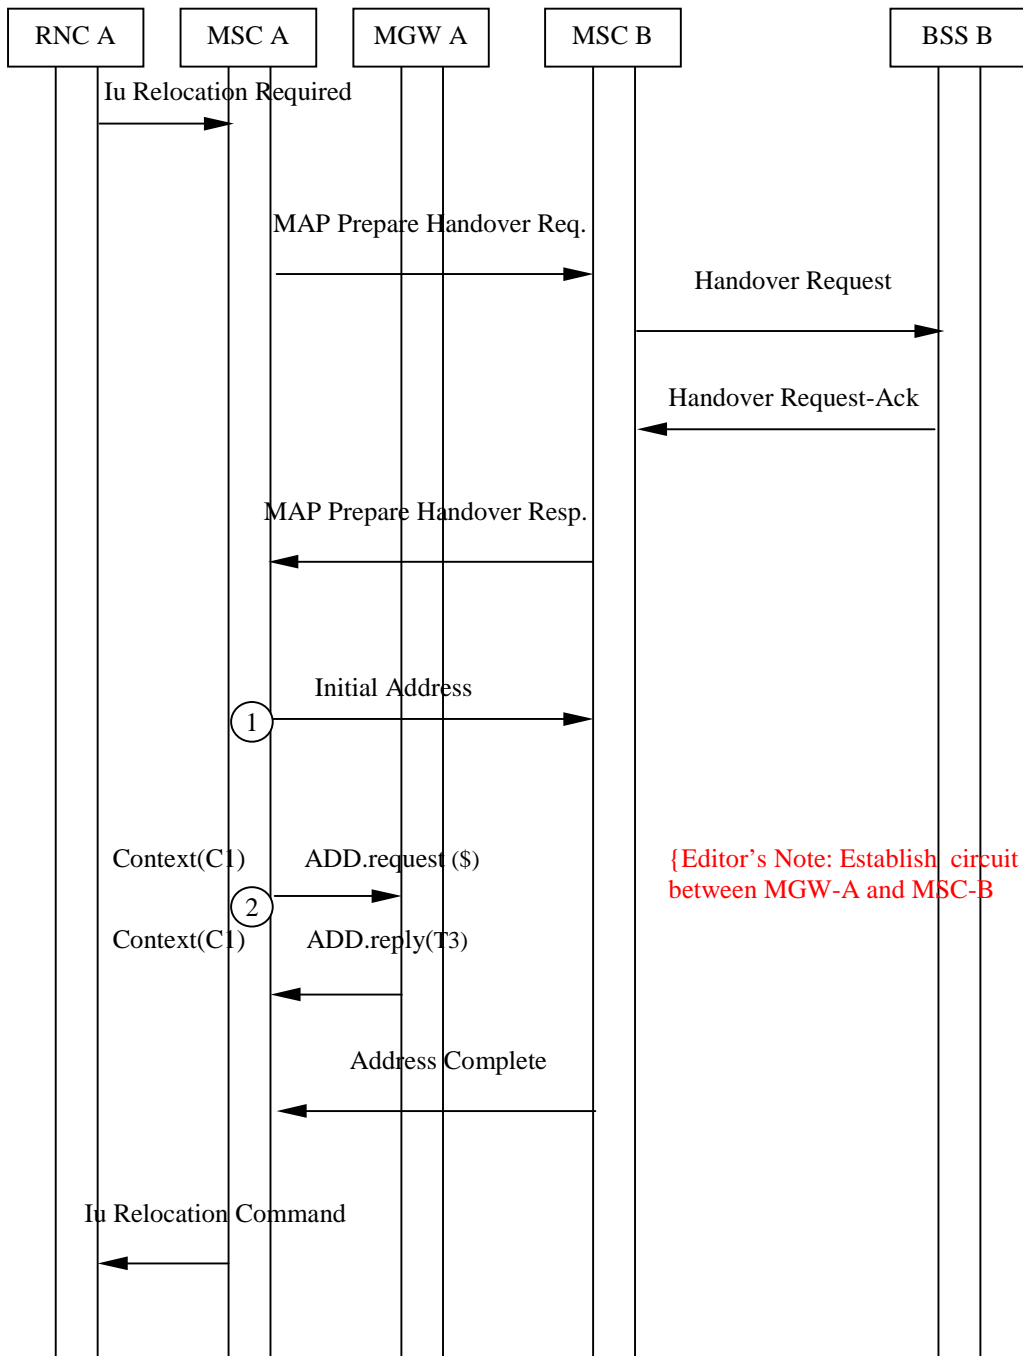 RNC A
MSC A
MGW A
MSC B
BSS B
Iu Relocation Required
MAP Prepare Handover Req.
Handover Request
Handover Request-Ack
MAP Prepare Handover Resp.
Initial Address
1
Context(C1)
ADD.request ($)
{Editor's Note: Establish circuit
between MGW-A and MSC-B
2
Context(C1)
ADD.reply(T3)
Address Complete
Iu Relocation Command